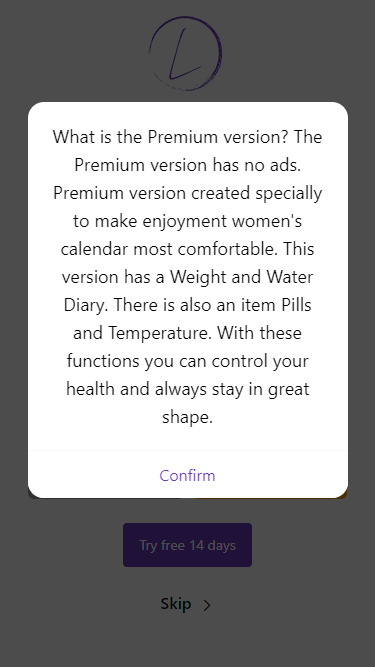 L
What is the Premium version? The
Premium version has no ads.
Premium version created specially
to make enjoyment women's
calendar most comfortable. This
version has a Weight and Water
Diary. There is also an item Pills
and Temperature. With these
functions you can control your
health and always stay in great
shape.
Confirm
Try free 14 days
Skip